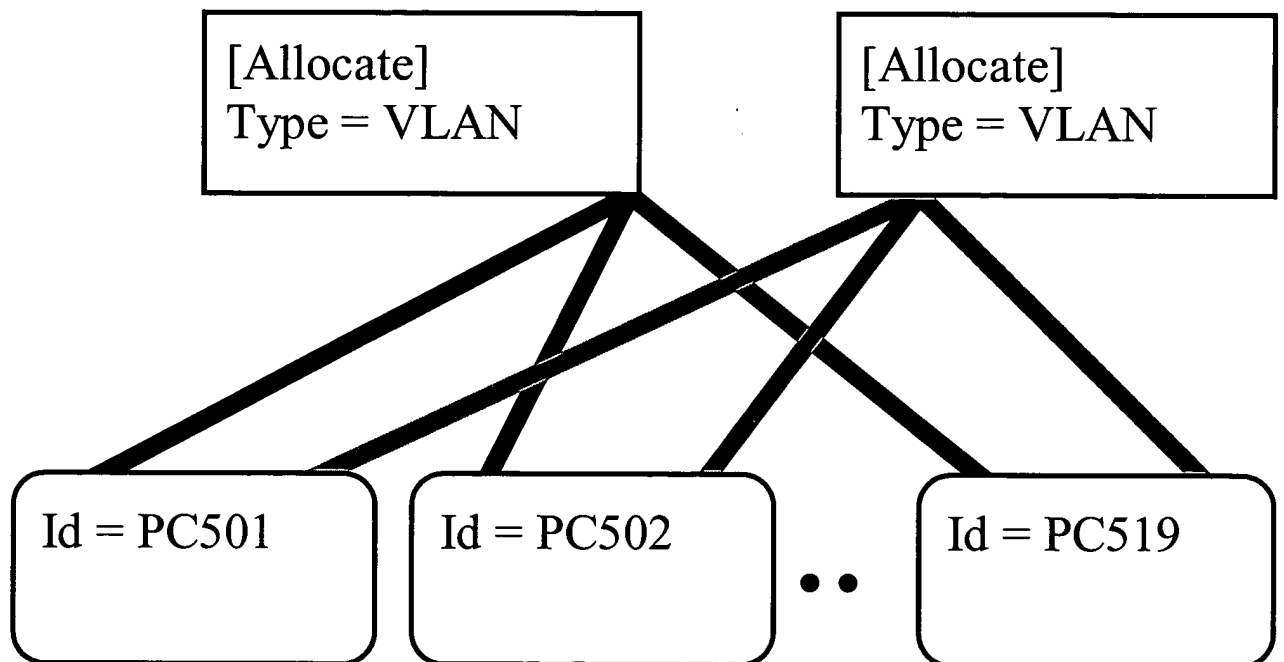 [Allocate]
Type = VLAN
[Allocate]
Type = VLAN
Id = PC501
Id = PC502
Id = PC519